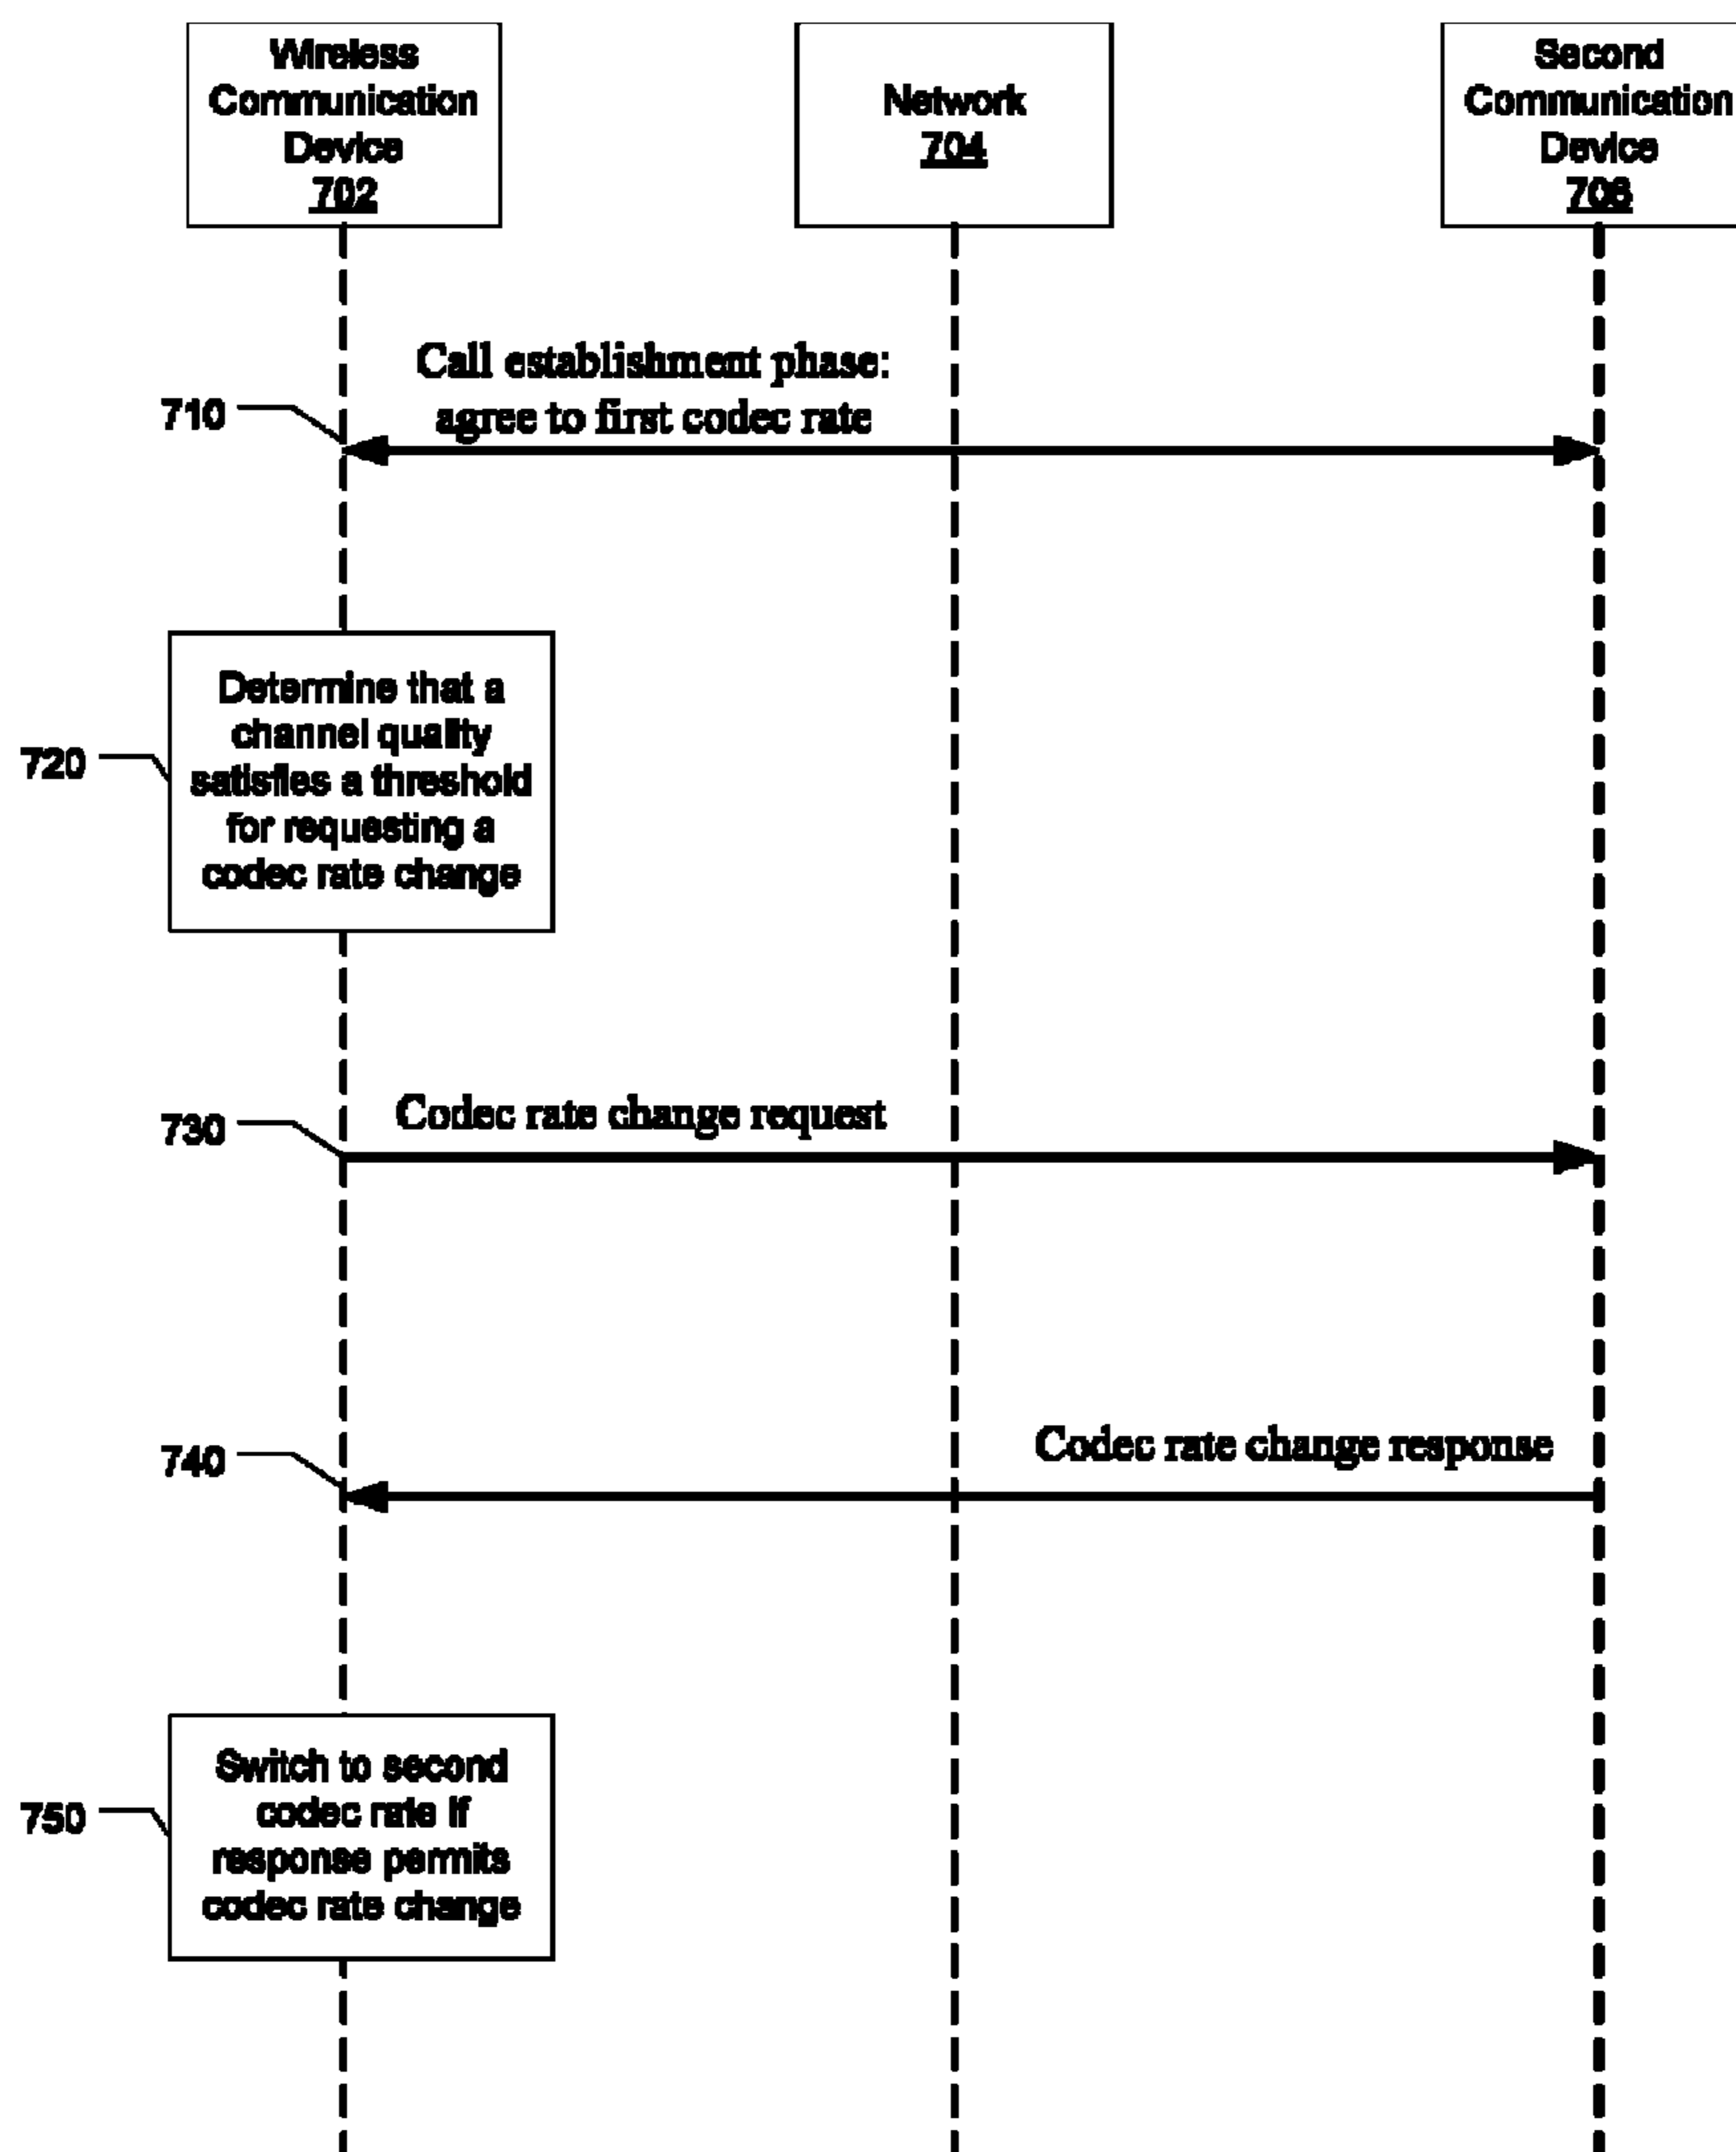 Wireless
Communication
Device
702
Network
704
Second
Communication
Device
706
Call establishment phase:
agree to first codec rate
710
Determine that a
channel quality
satisfies a threshold
for requesting a
codec rate change
720
Codec rate change request
730
Codec rate change response
740
Switch to second
codec rate if
response permits
codec rate change
750